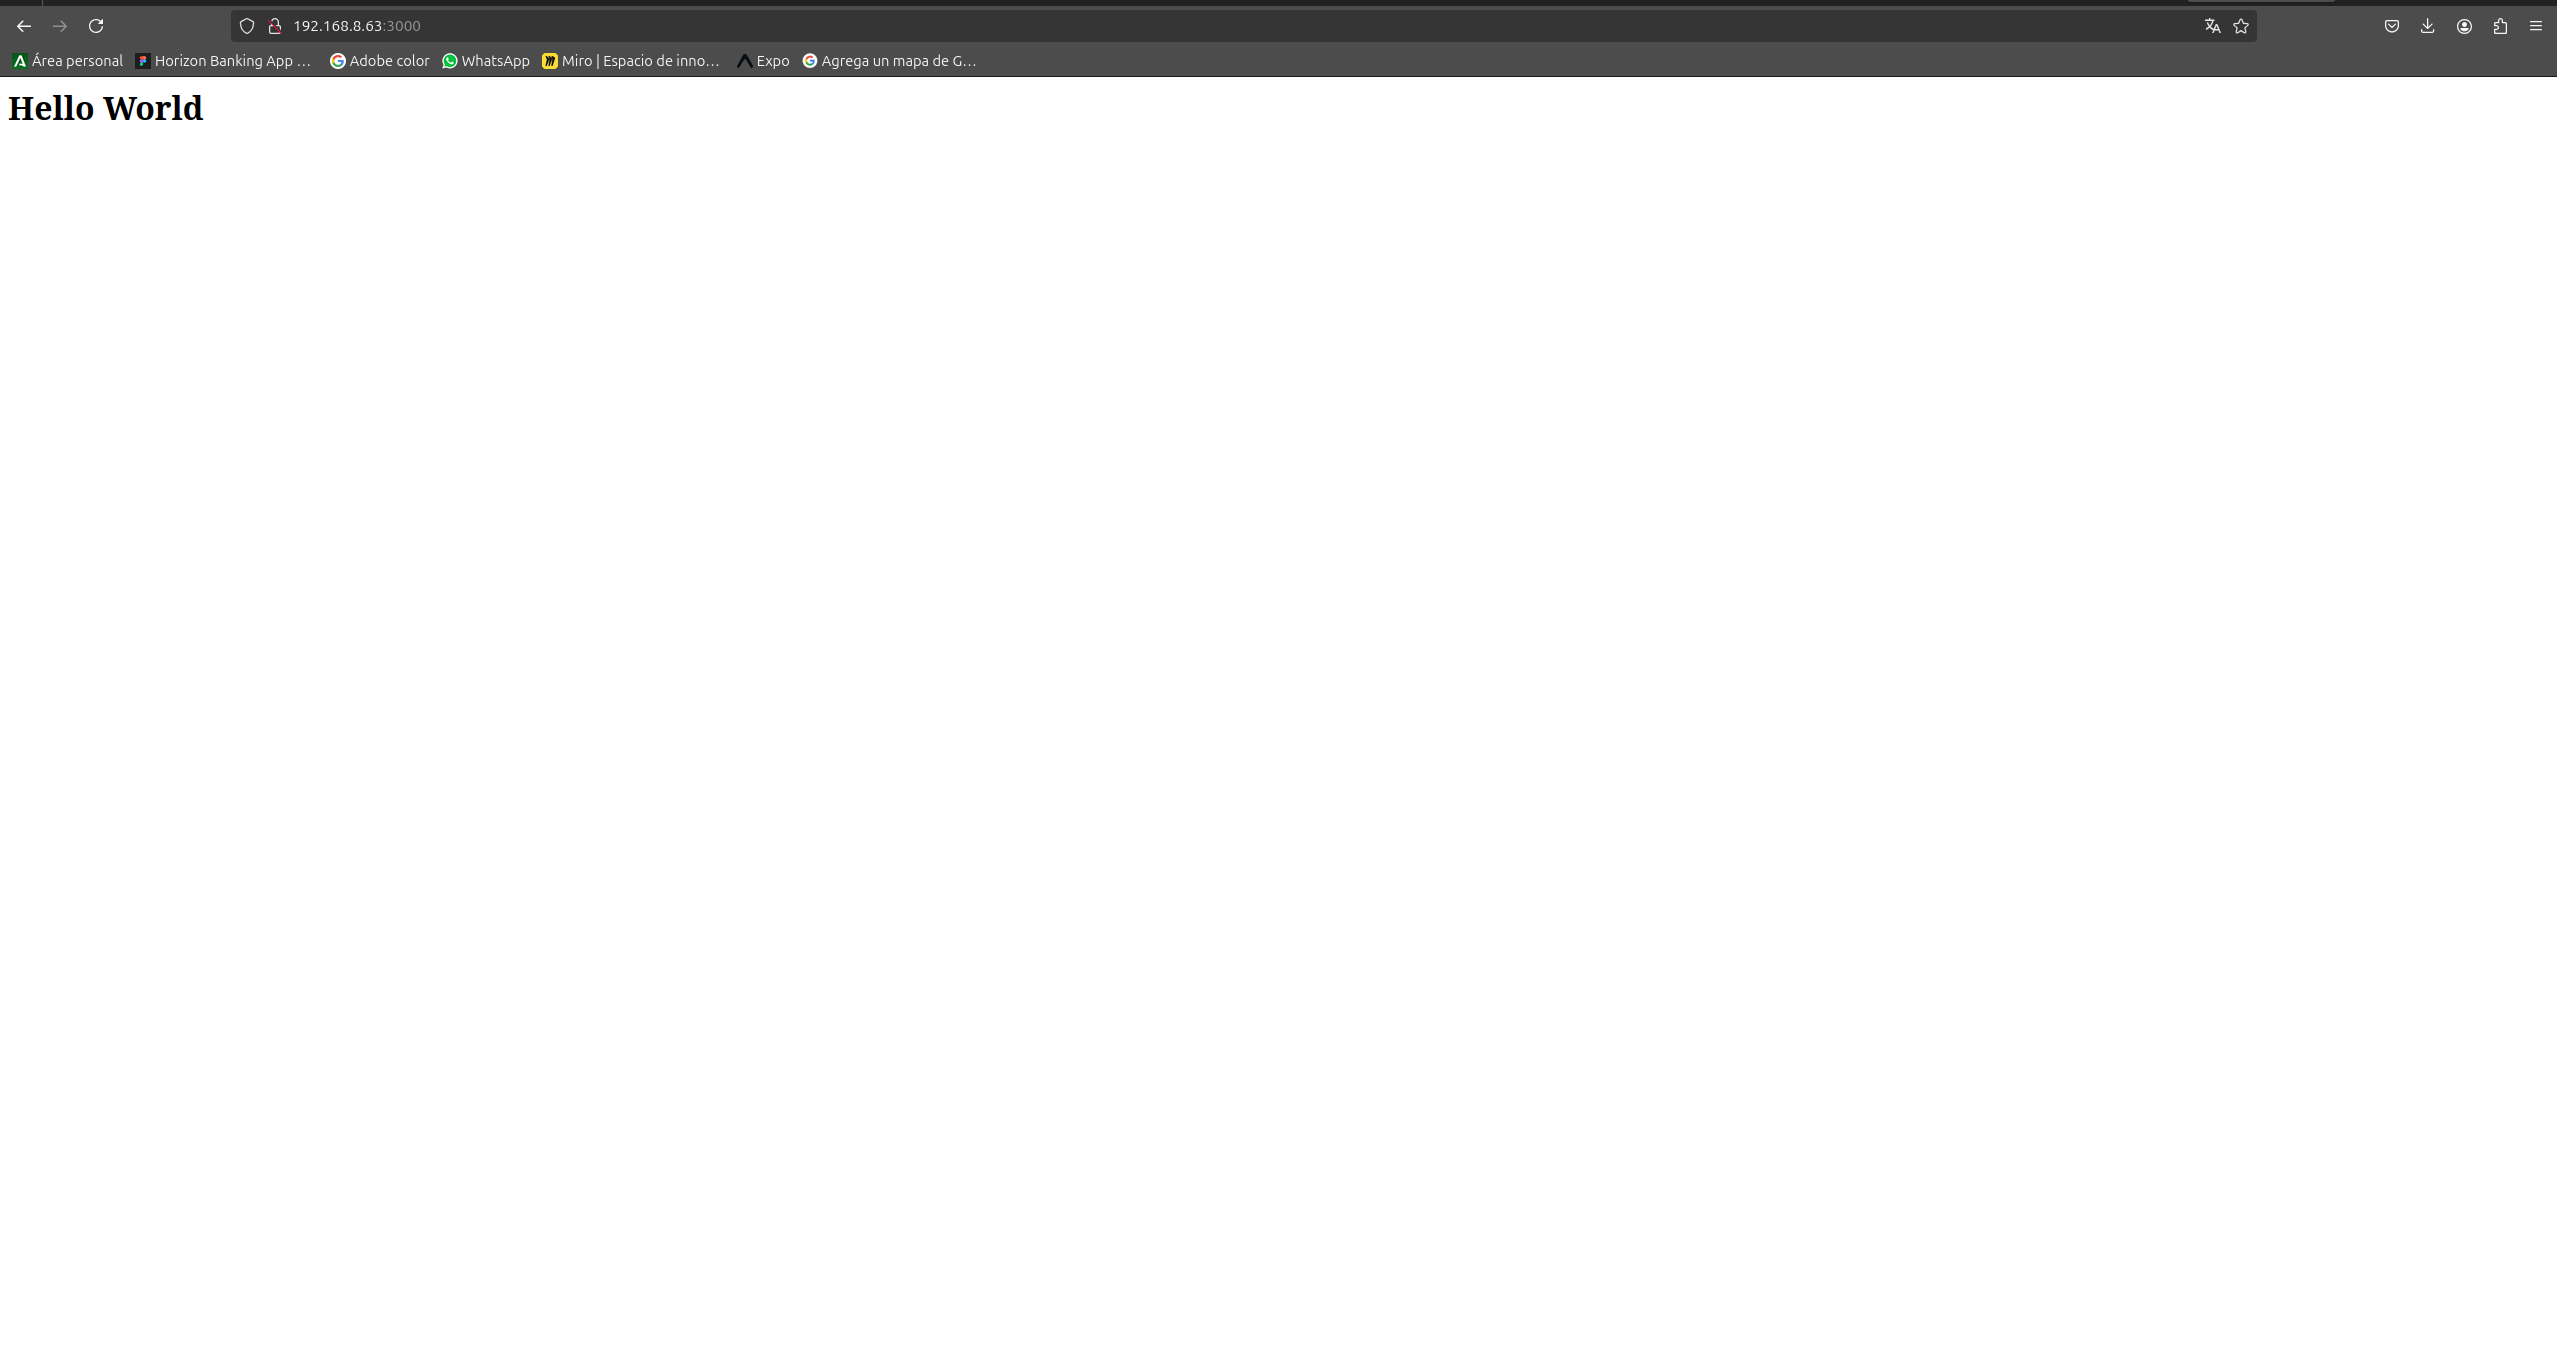 192.168.8.63:3000
Área personal Horizon Banking App ... Adobe color WhatsApp Miro | Espacio de inno... Expo Agrega un mapa de G...
Hello World